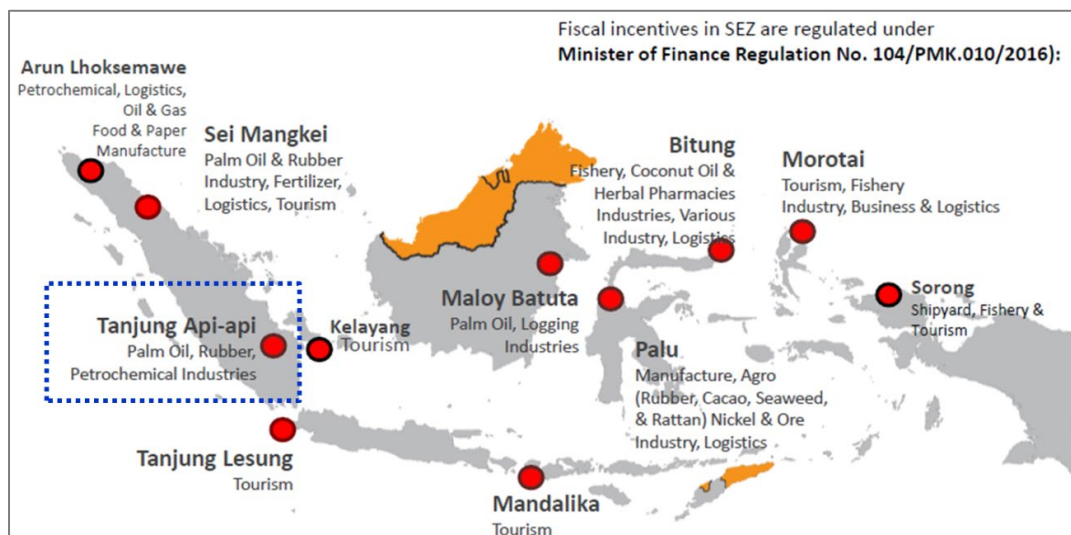 Fiscal incentives in SEZ are regulated under
Minister of Finance Regulation No. 104/PMK.010/2016):
Arun Lhoksemawe
Petrochemical, Logistics,
Oil & Gas
Food & Paper
Manufacture
Sei Mangkei
Palm Oil & Rubber
Industry, Fertilizer,
Logistics, Tourism
Bitung
Fishery, Coconut Oil &
Herbal Pharmacies
Industries, Various
Industry, Logistics
Morotai
Tourism, Fishery
Industry, Business & Logistics
Maloy Batuta
Palm Oil, Logging
Industries
Sorong
Shipyard, Fishery &
Tourism
Tanjung Api-api
Palm Oil, Rubber,
Petrochemical Industries
Kelayang
Tourism
Palu
Manufacture, Agro
(Rubber, Cacao, Seaweed,
& Rattan) Nickel & Ore
Industry, Logistics
Tanjung Lesung
Tourism
Mandalika
Tourism